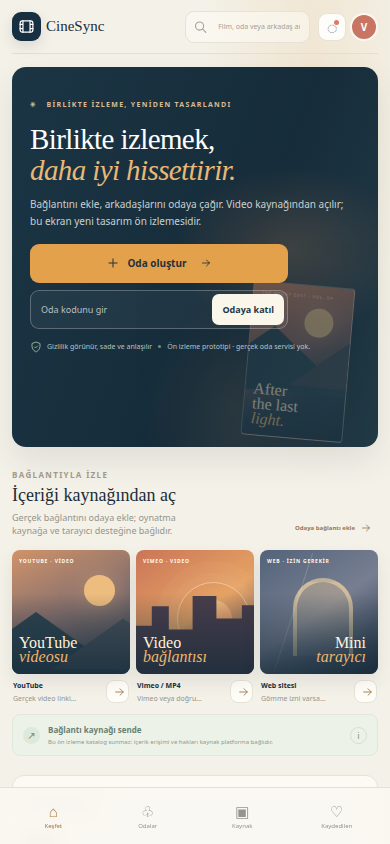 CineSync
Film, oda veya arkadaş ar
V
BİRLİKTE İZLEME, YENİDEN TASARLANDI
Birlikte izlemek,
daha iyi hissettirir.
Bağlantını ekle, arkadaşlarını odaya çağır. Video kaynağından açılır;
bu ekran yeni tasarım ön izlemesidir.
Oda oluştur
Oda kodunu gir
Odaya katıl
Gizlilik görünür, sade ve anlaşılır • Ön izleme prototipi · gerçek oda servisi yok.
After
the last
light.
BAĞLANTIYLA İZLE
İçeriği kaynağından aç
Gerçek bağlantını odaya ekle; oynatma
kaynağa ve tarayıcı desteğine bağlıdır.
Odaya bağlantı ekle
YOUTUBE · VİDEO
YouTube
videosu
VIMEO · VIDEO
Video
bağlantısı
WEB · İZİN GEREKİR
Mini
tarayıcı
YouTube
Gerçek video linki...
Vimeo / MP4
Vimeo veya doğru...
Web sitesi
Gömme izni varsa...
Bağlantı kaynağı sende
Bu ön izleme katalog sunmaz; içerik erişimi ve hakları kaynak platforma bağlıdır.
i
Keşfet
Odalar
Kaynak
Kaydedilen